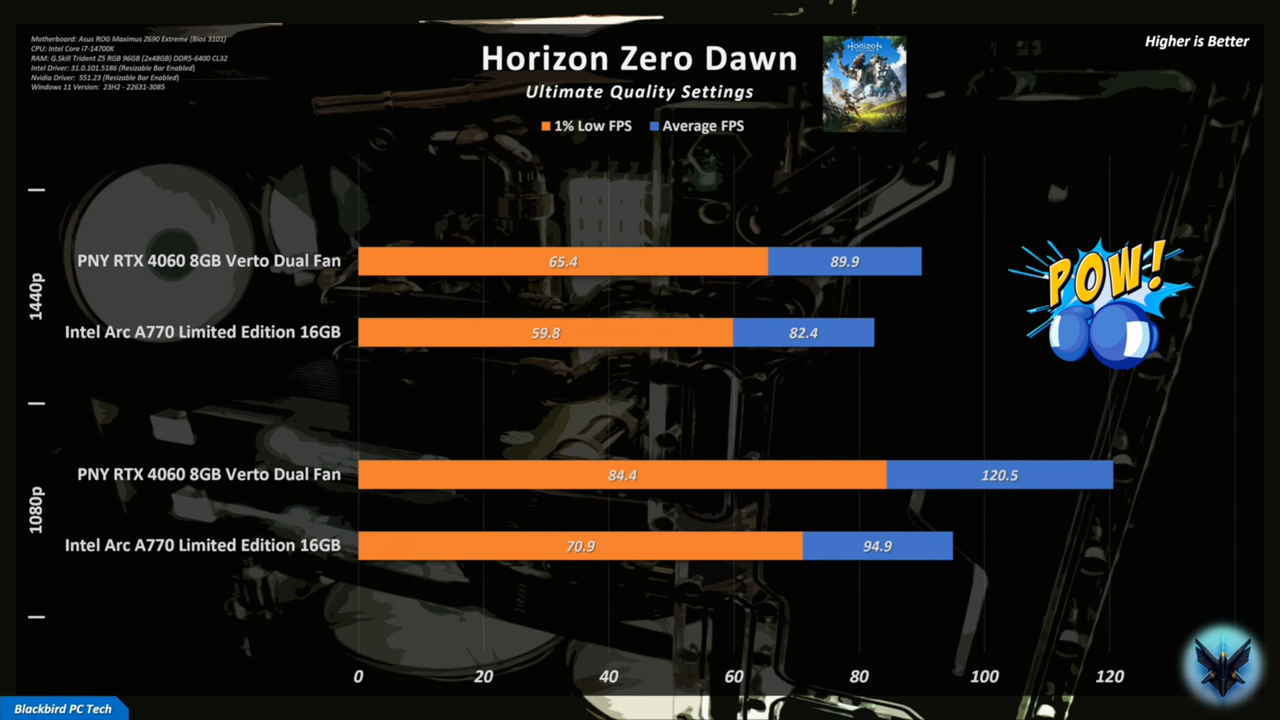 Motherboard: Asus ROG Maximus Z690 Extreme (Bios 3101)
CPU: Intel Core i7-14700K
RAM: G.Skill Trident Z5 RGB 96GB (2x48GB) DDR5-6400 CL32
Intel Driver: 31.0.101.5186 (Resizable Bar Enabled)
Nvidia Driver: 551.23 (Resizable Bar Enabled)
Windows 11 Version: 23H2 - 22631-3085
Horizon Zero Dawn
Ultimate Quality Settings
1% Low FPS Average FPS
HORIZON
Higher is Better
1440p
PNY RTX 4060 8GB Verto Dual Fan 65.4 89.9
Intel Arc A770 Limited Edition 16GB 59.8 82.4
POW!
1080p
PNY RTX 4060 8GB Verto Dual Fan 84.4 120.5
Intel Arc A770 Limited Edition 16GB 70.9 94.9
0 20 40 60 80 100 120
Blackbird PC Tech